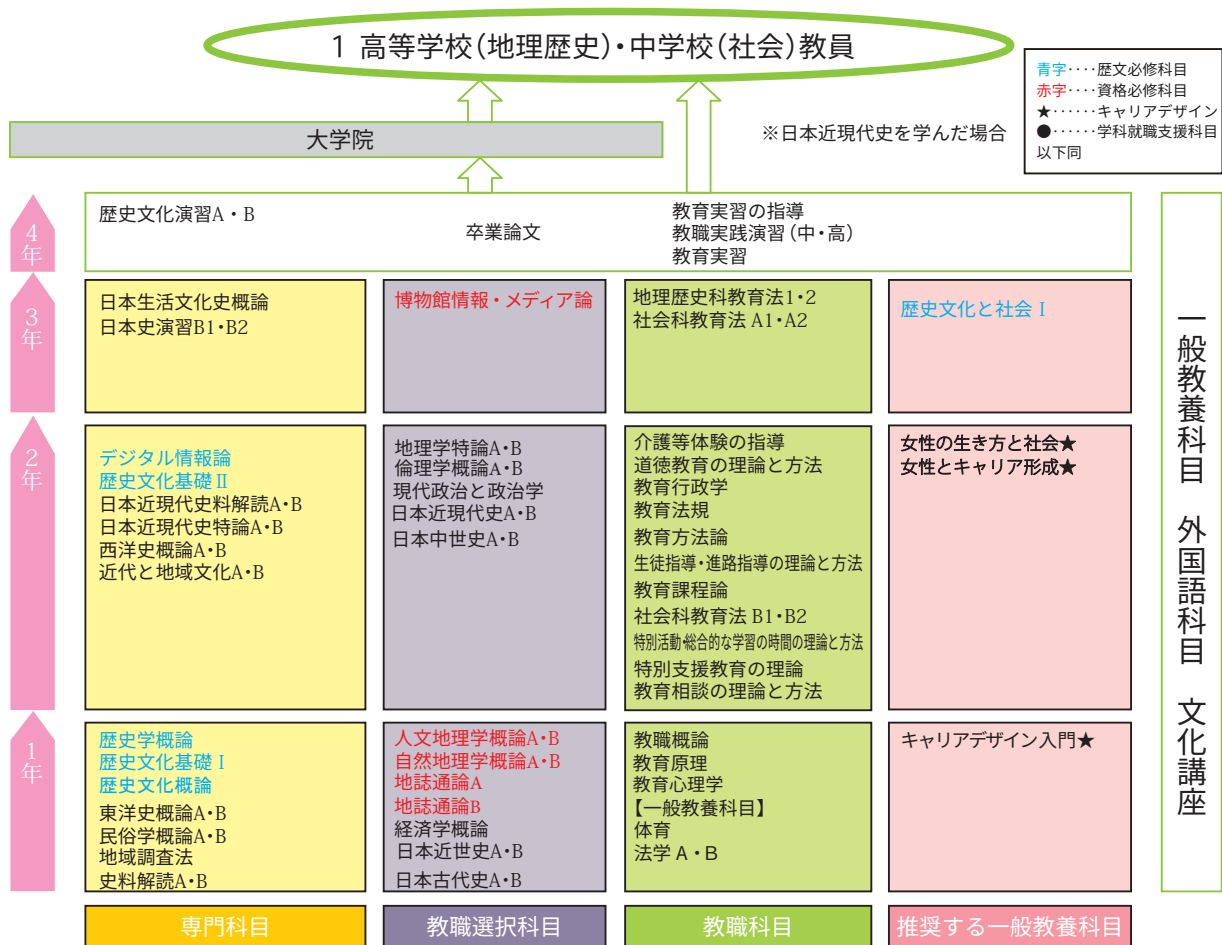 1 高等学校(地理歴史)・中学校(社会)教員
青字‥‥歴文必修科目
赤字‥‥資格必修科目
★‥‥‥キャリアデザイン
●‥‥‥学科就職支援科目
以下同
大学院
※日本近現代史を学んだ場合
4年
歴史文化演習A・B
卒業論文
教育実習の指導
教職実践演習(中・高)
教育実習
3年
日本生活文化史概論
日本史演習B1・B2
博物館情報・メディア論
地理歴史科教育法1・2
社会科教育法 A1・A2
歴史文化と社会 I
2年
デジタル情報論
歴史文化基礎 II
日本近現代史料解読A・B
日本近現代史特論A・B
西洋史概論A・B
近代と地域文化A・B
地理学特論A・B
倫理学概論A・B
現代政治と政治学
日本近現代史A・B
日本中世史A・B
介護等体験の指導
道徳教育の理論と方法
教育行政学
教育法規
教育方法論
生徒指導・進路指導の理論と方法
教育課程論
社会科教育法 B1・B2
特別活動・総合的な学習の時間の理論と方法
特別支援教育の理論
教育相談の理論と方法
女性の生き方と社会★
女性とキャリア形成★
1年
歴史学概論
歴史文化基礎 I
歴史文化概論
東洋史概論A・B
民俗学概論A・B
地域調査法
史料解読A・B
人文地理学概論A・B
自然地理学概論A・B
地誌通論A
地誌通論B
経済学概論
日本近世史A・B
日本古代史A・B
教職概論
教育原理
教育心理学
【一般教養科目】
体育
法学 A・B
キャリアデザイン入門★
専門科目
教職選択科目
教職科目
推奨する一般教養科目
一般教養科目 外国語科目 文化講座